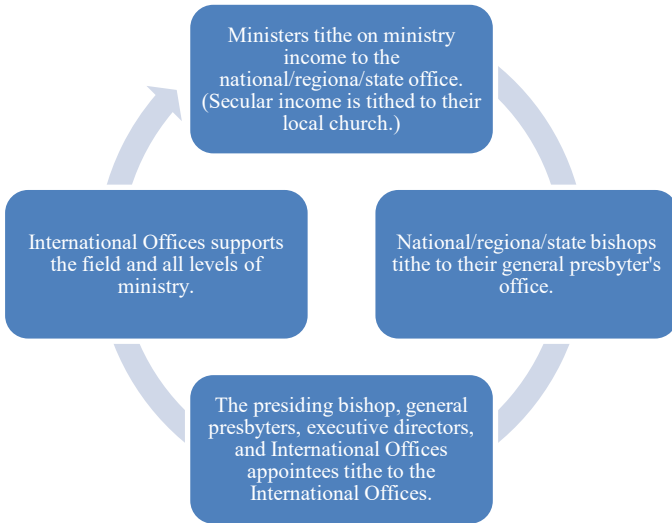 Ministers tithe on ministry
income to the
national/regiona/state office.
(Secular income is tithed to their
local church.)
National/regiona/state bishops
tithe to their general presbyter's
office.
The presiding bishop, general
presbyters, executive directors,
and International Offices
appointees tithe to the
International Offices.
International Offices supports
the field and all levels of
ministry.